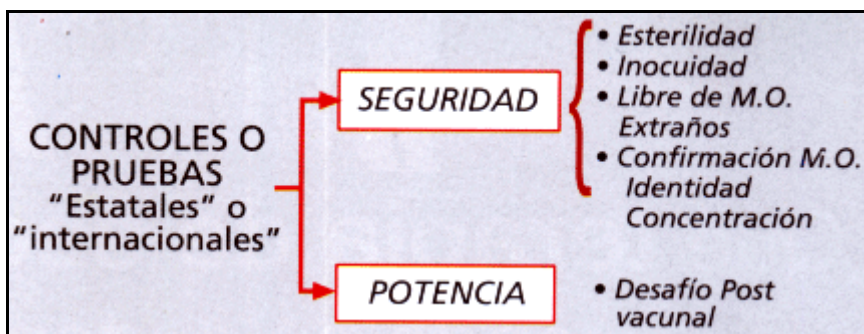 CONTROLES O
PRUEBAS
"Estatales" o
"internacionales"
SEGURIDAD
• Esterilidad
• Inocuidad
• Libre de M.O.
Extraños
• Confirmación M.O.
Identidad
Concentración
POTENCIA
• Desafío Post
vacunal